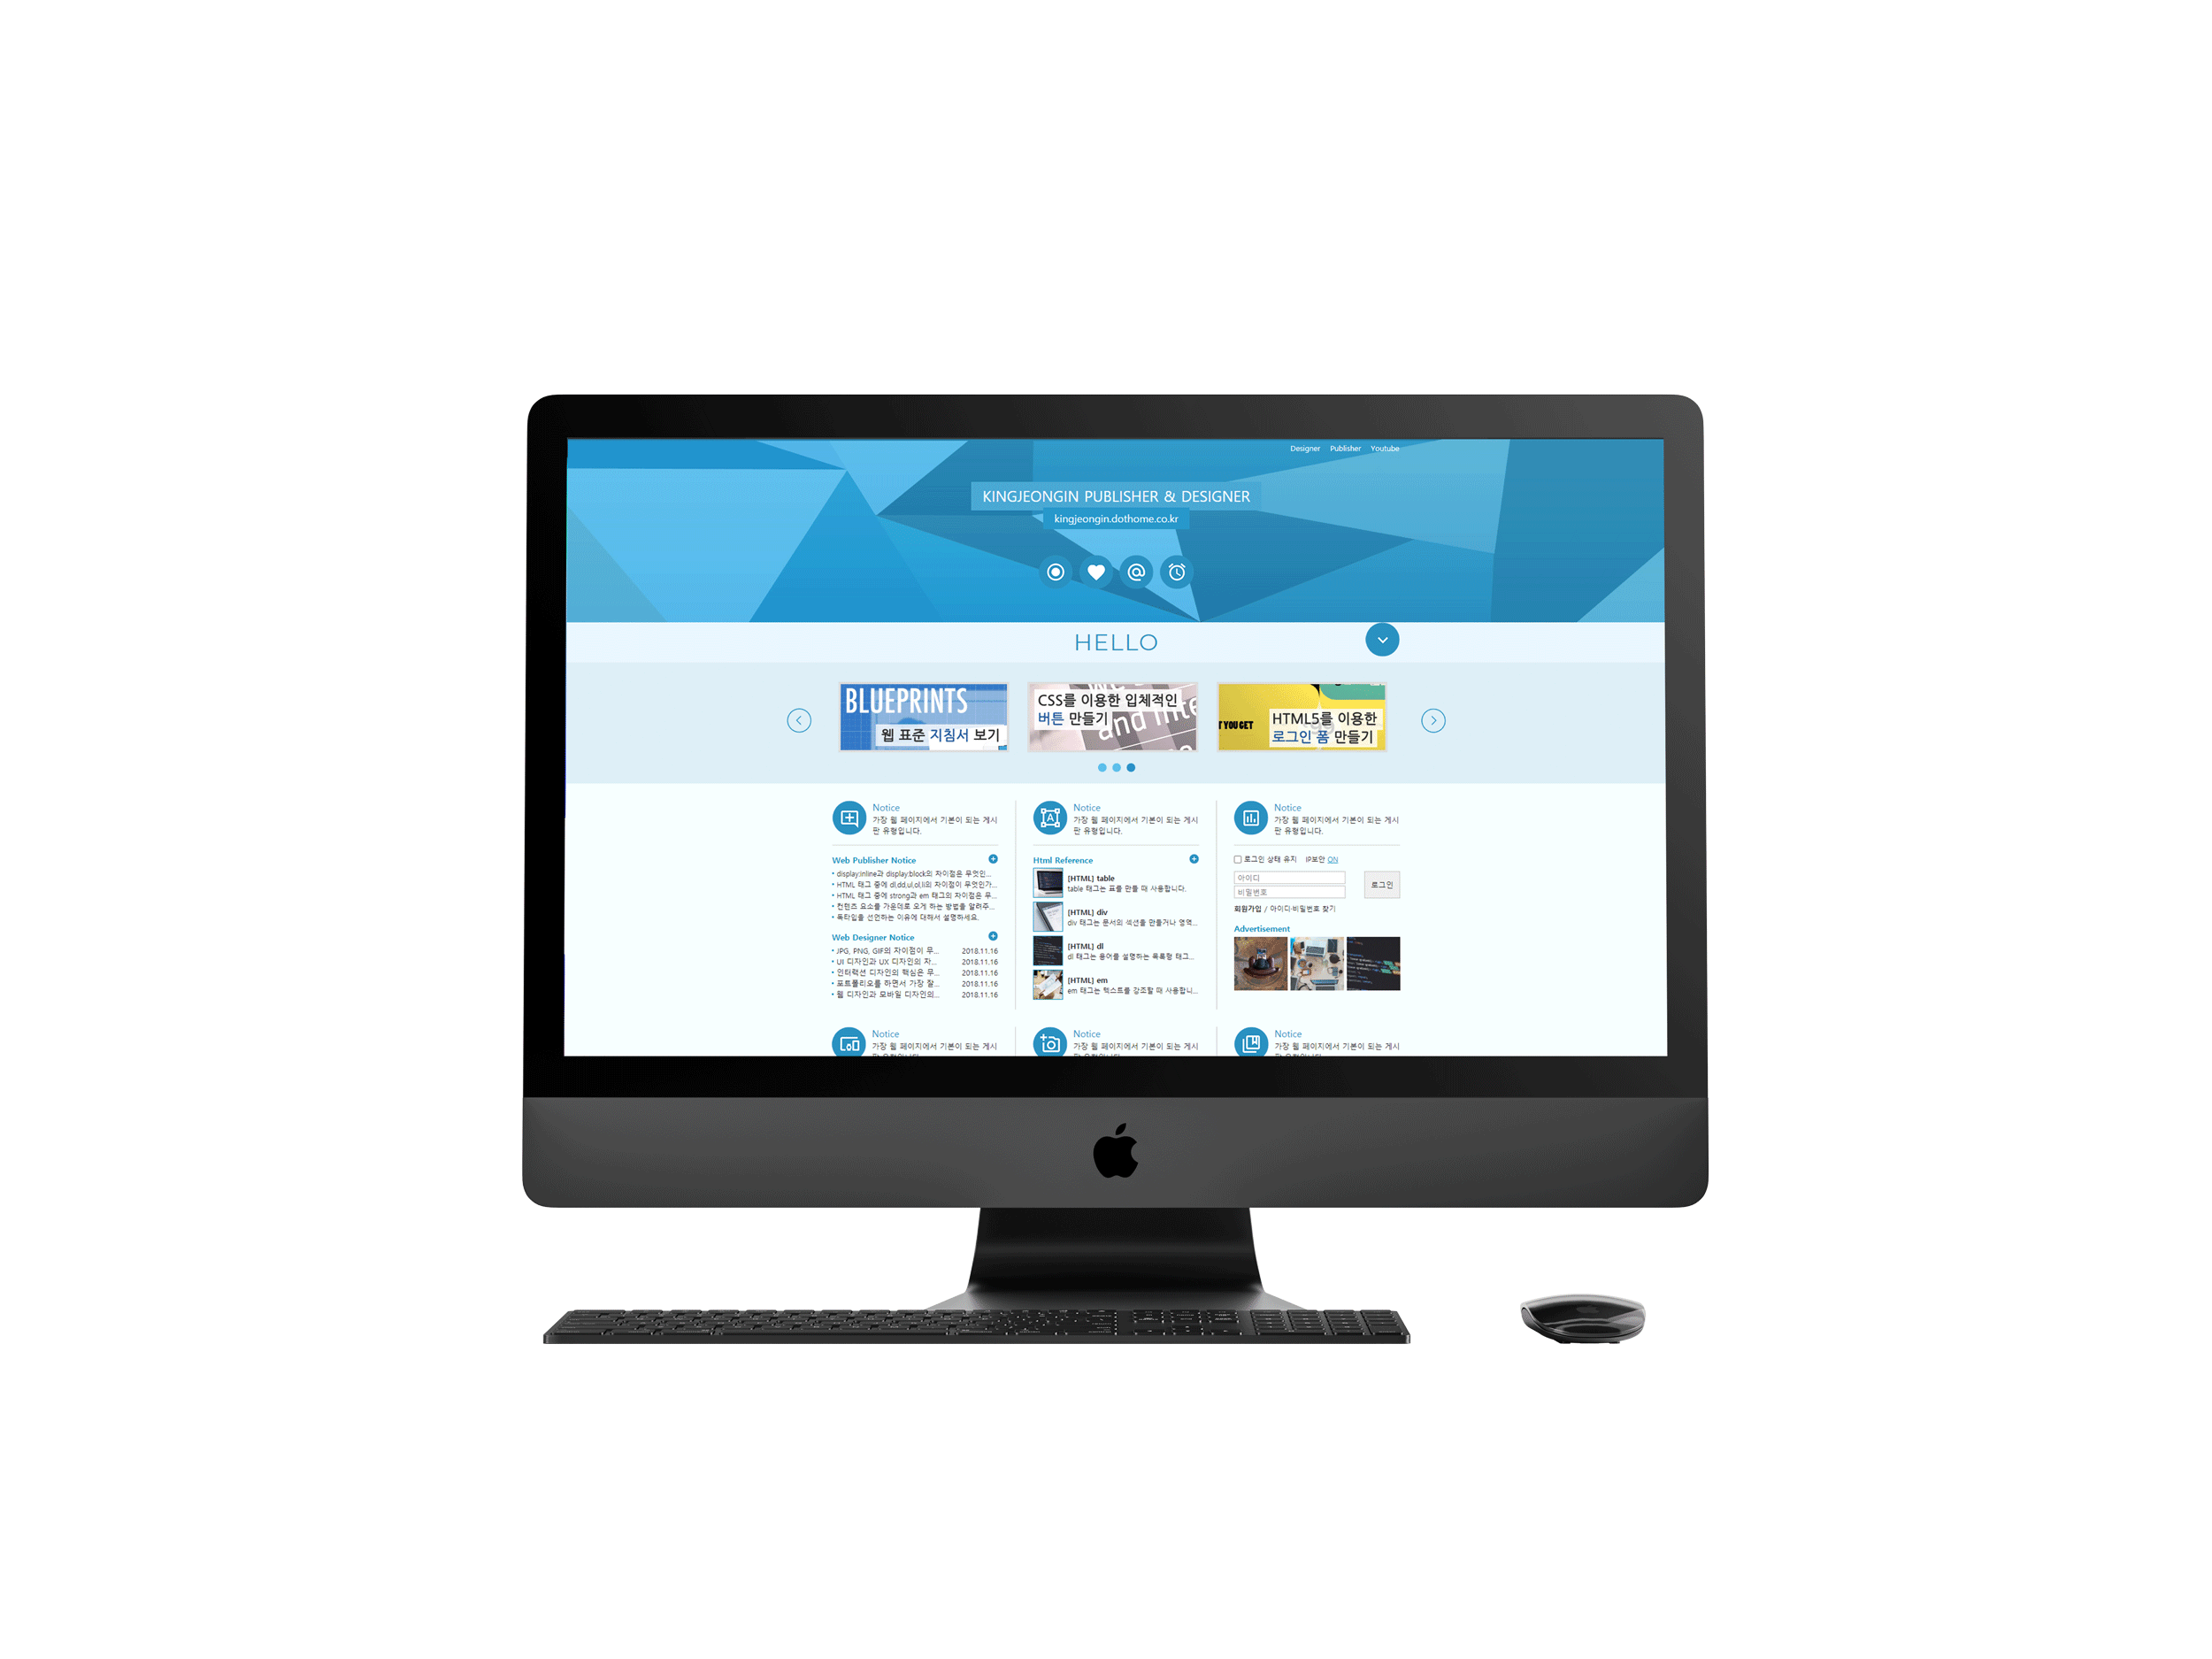 Designer Publisher Youtube
KINGJEONGIN PUBLISHER & DESIGNER
kingjeongin.dothome.co.kr
HELLO
BLUEPRINTS
웹 표준 지침서 보기
CSS를 이용한 입체적인
버튼 만들기
and inte
T YOU GET
HTML5를 이용한
로그인 폼 만들기
Notice
가장 웹 페이지에서 기본이 되는 게시
판 유형입니다.
Web Publisher Notice
display:inline과 display:block의 차이점은 무엇인...
HTML 태그 중에 dl,dd,ul,ol,li의 차이점이 무엇인가...
HTML 태그 중에 strong과 em 태그의 차이점은 무...
컨텐츠 요소를 가운데로 오게 하는 방법을 알려주...
폭타입을 선언하는 이유에 대해서 설명하세요.
Web Designer Notice
JPG, PNG, GIF의 차이점이 무... 2018.11.16
UI 디자인과 UX 디자인의 차... 2018.11.16
인터랙션 디자인의 핵심은 무... 2018.11.16
포트폴리오를 하면서 가장 잘... 2018.11.16
웹 디자인과 모바일 디자인의... 2018.11.16
Notice
가장 웹 페이지에서 기본이 되는 게시
판 유형입니다.
Html Reference
[HTML] table
table 태그는 표를 만들 때 사용합니다.
[HTML] div
div 태그는 문서의 섹션을 만들거나 영역...
[HTML] dl
dl 태그는 용어를 설명하는 목록형 태그...
[HTML] em
em 태그는 텍스트를 강조할 때 사용합니...
Notice
가장 웹 페이지에서 기본이 되는 게시
판 유형입니다.
로그인 상태 유지 IP보안 ON
아이디
비밀번호
로그인
회원가입 / 아이디·비밀번호 찾기
Advertisement
Notice
가장 웹 페이지에서 기본이 되는 게시
Notice
가장 웹 페이지에서 기본이 되는 게시
Notice
가장 웹 페이지에서 기본이 되는 게시